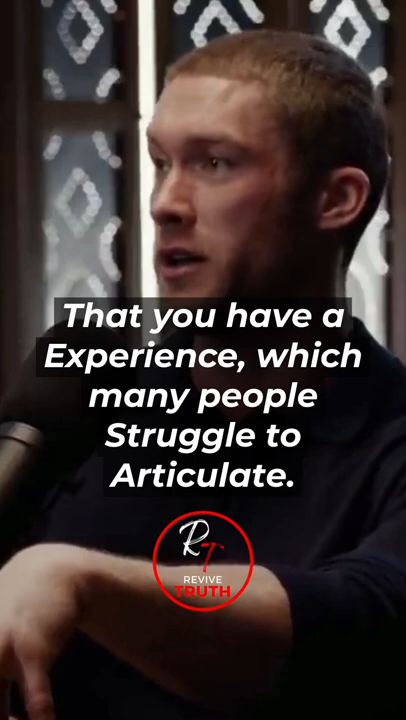 That you have a
Experience, which
many people
Struggle to
Articulate.
RT
REVIVE
TRUTH